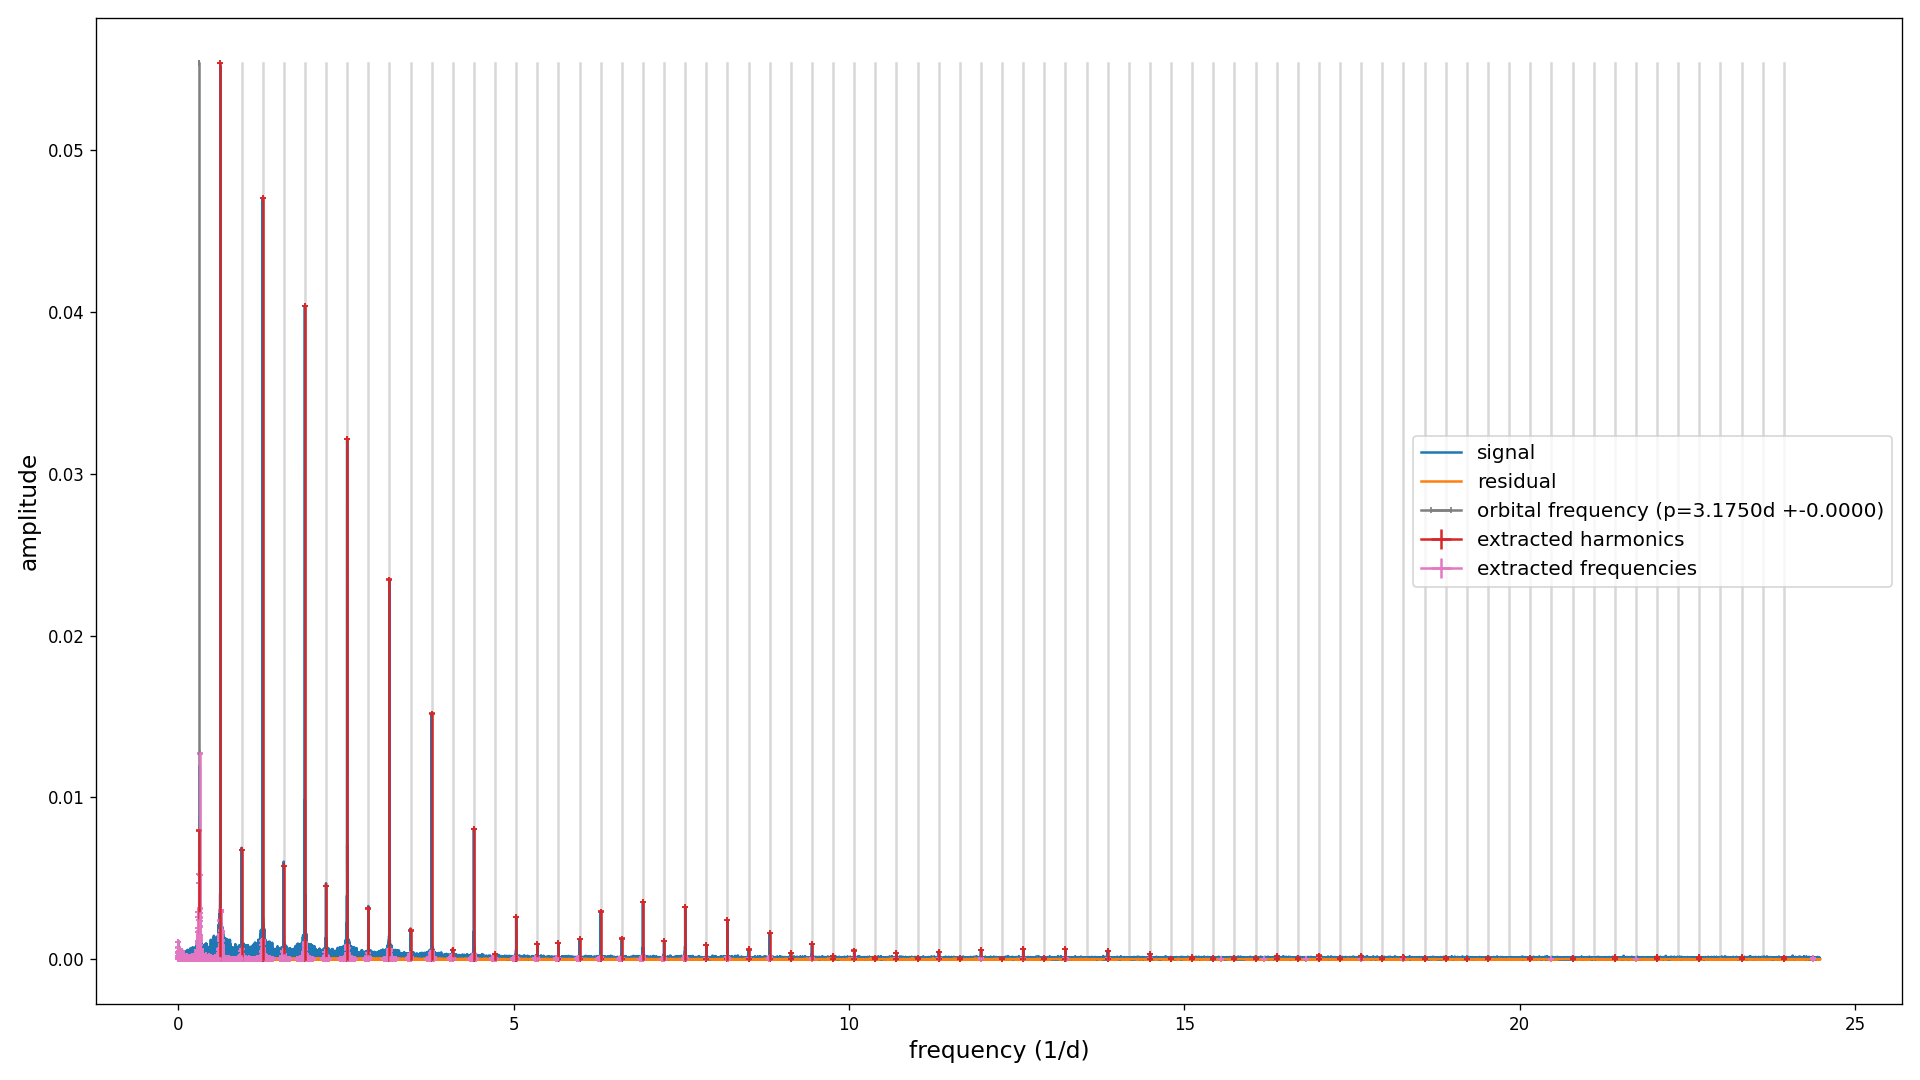 amplitude
0.05
0.04
0.03
0.02
0.01
0.00
signal
residual
orbital frequency (p=3.1750d +-0.0000)
extracted harmonics
extracted frequencies
0 5 10 15 20 25
frequency (1/d)